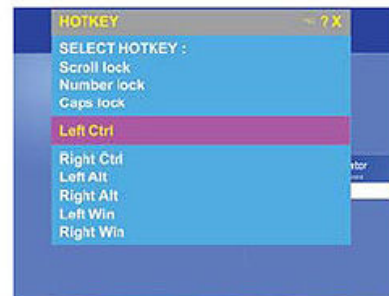 HOTKEY ? X
SELECT HOTKEY :
Scroll lock
Number lock
Caps lock
Left Ctrl
Right Ctrl
Left Alt
Right Alt
Left Win
Right Win